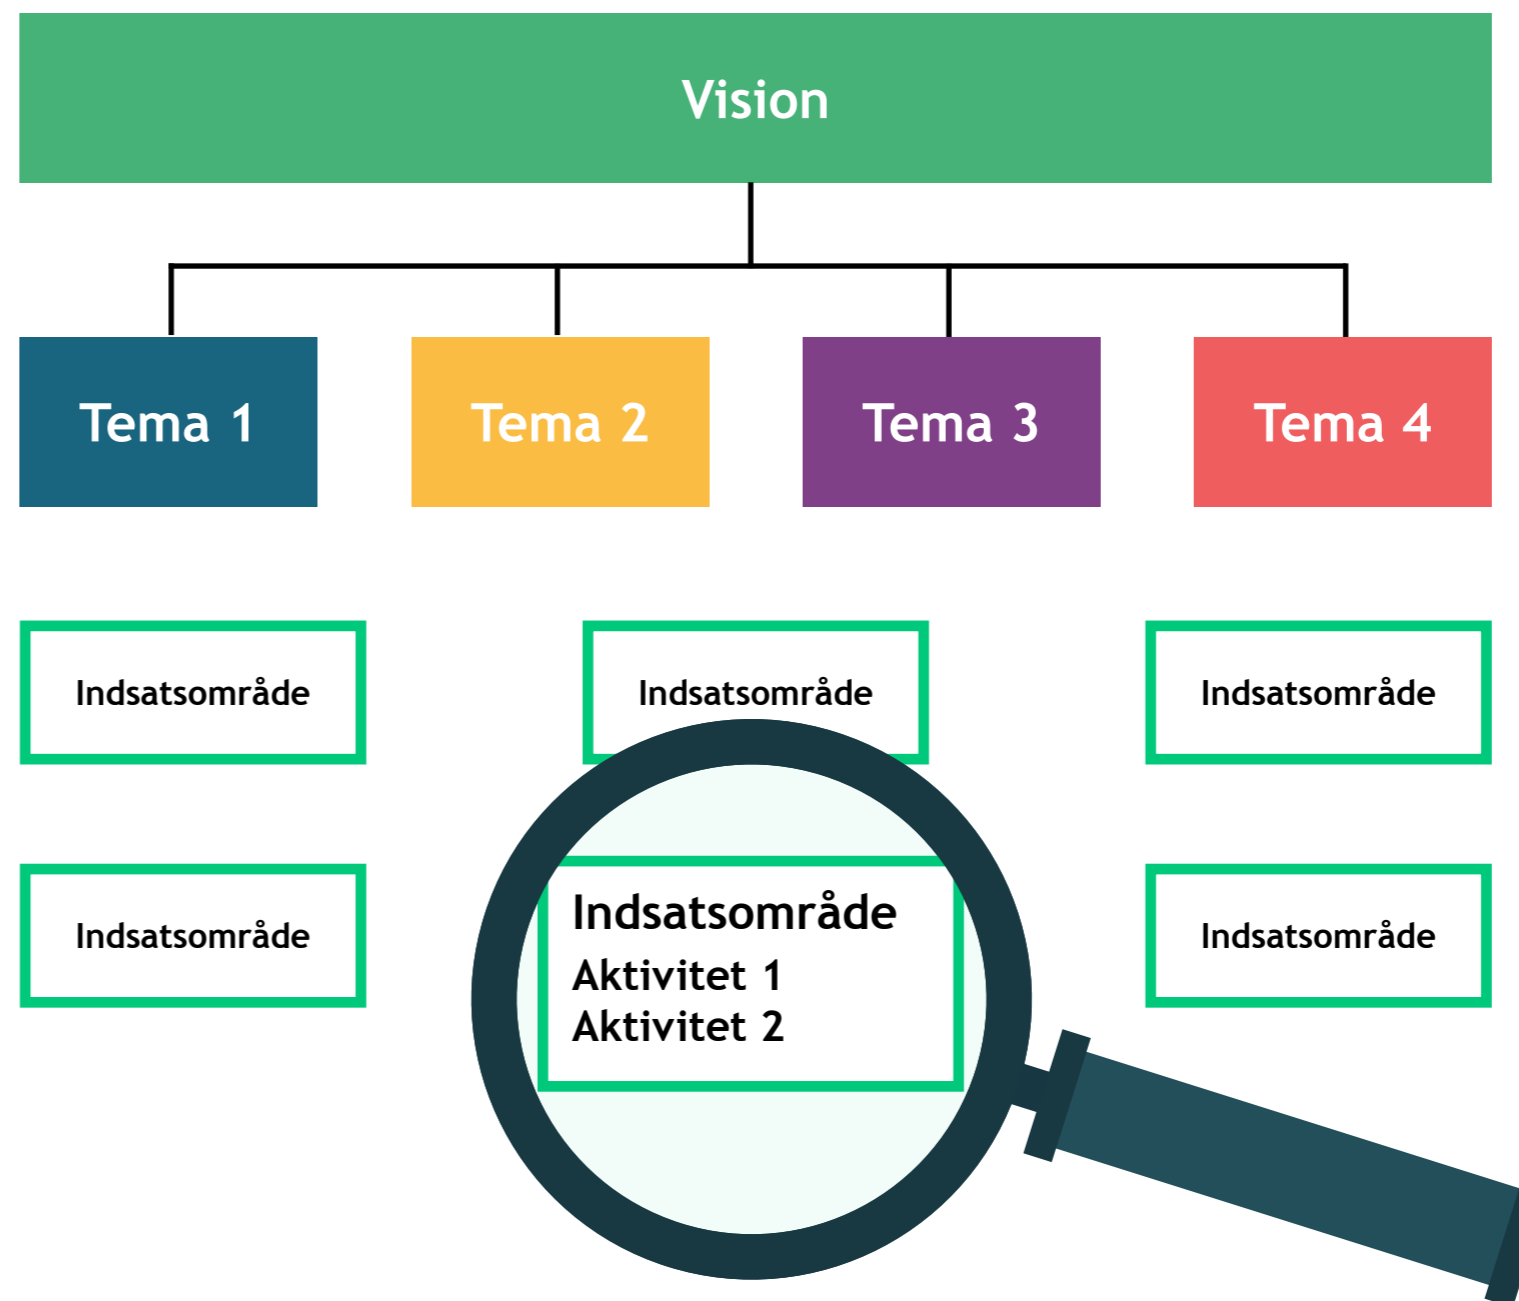 Vision
Tema 1
Tema 2
Tema 3
Tema 4
Indsatsområde
Indsatsområde
Indsatsområde
Indsatsområde
Indsatsområde
Aktivitet 1
Aktivitet 2
Indsatsområde